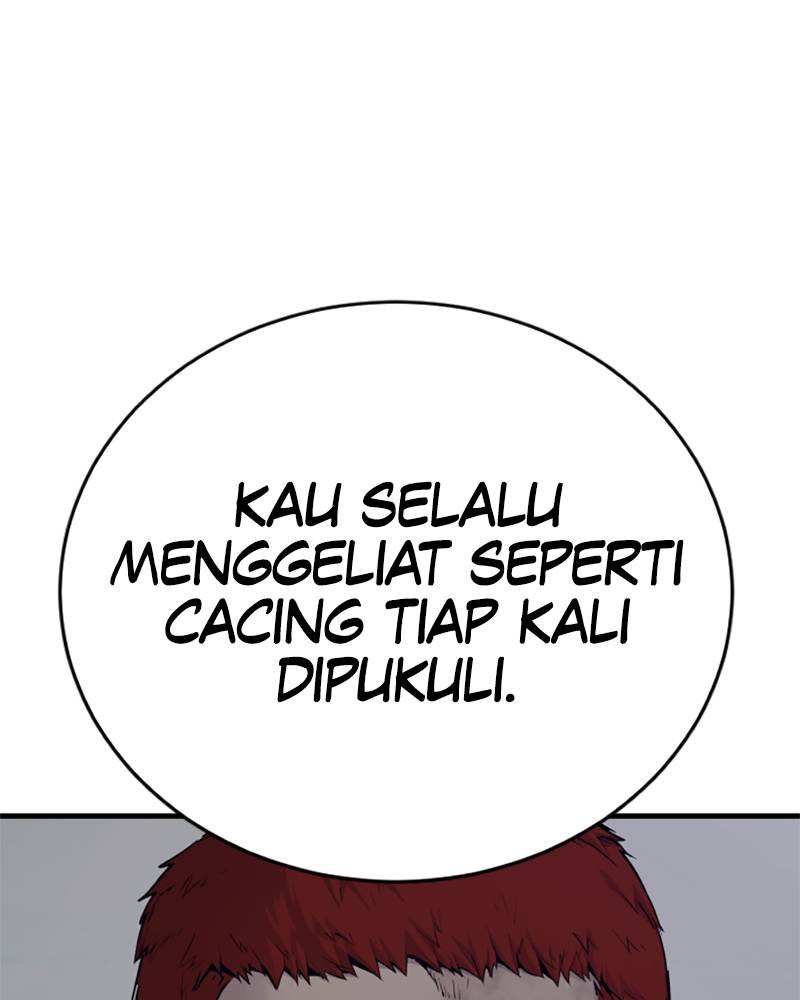 KAU SELALU
MENGGELIAT SEPERTI
CACING TIAP KALI
DIPUKULI.